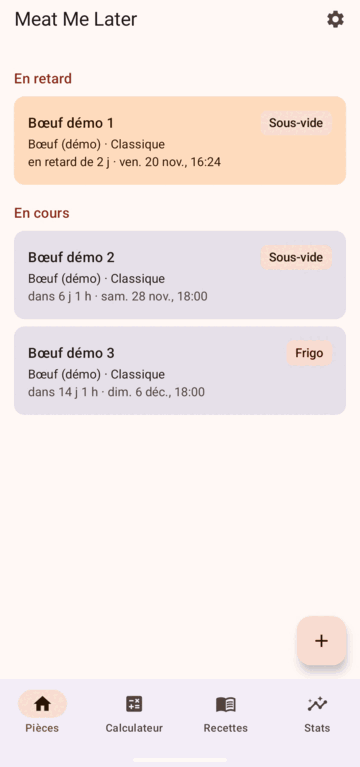 Meat Me Later
En retard
Bœuf démo 1
Sous-vide
Bœuf (démo) · Classique
en retard de 2 j · ven. 20 nov., 16:24
En cours
Bœuf démo 2
Sous-vide
Bœuf (démo) · Classique
dans 6 j 1 h · sam. 28 nov., 18:00
Bœuf démo 3
Frigo
Bœuf (démo) · Classique
dans 14 j 1 h · dim. 6 déc., 18:00
+
Pièces
Calculateur
Recettes
Stats